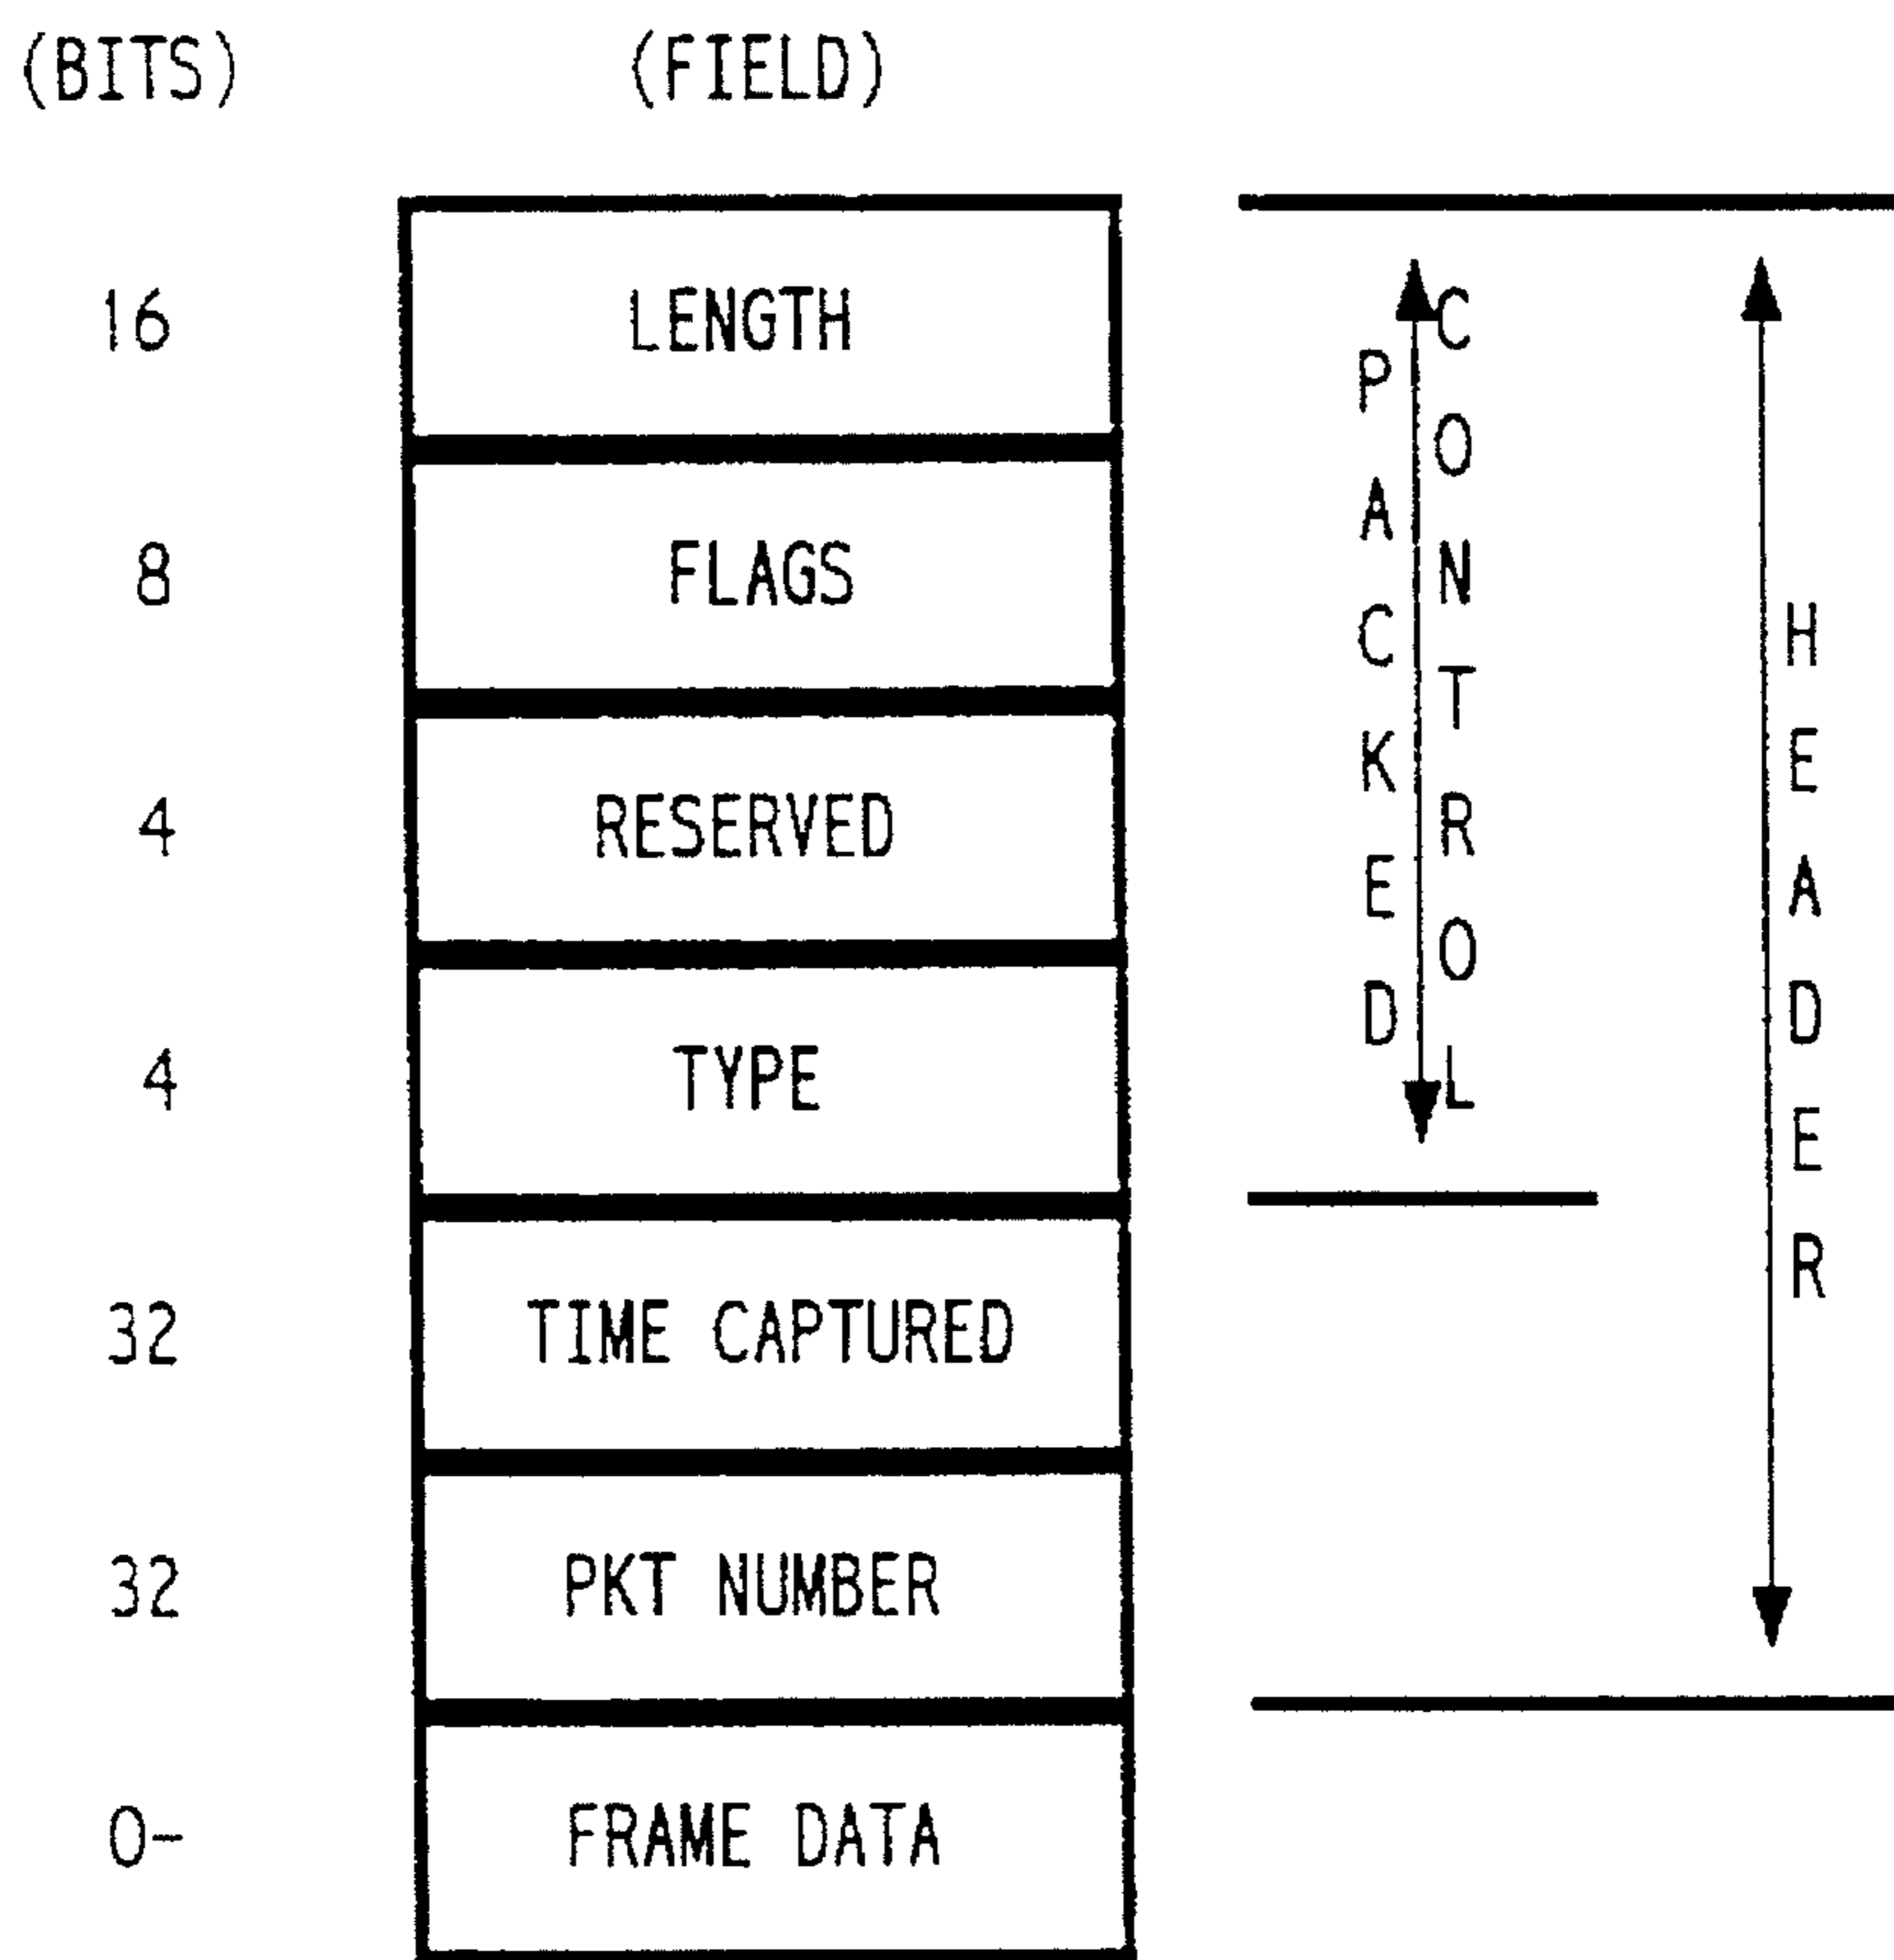 (BITS) (FIELD)
16 LENGTH
8 FLAGS
4 RESERVED
4 TYPE
32 TIME CAPTURED
32 PKT NUMBER
0- FRAME DATA
PACKED
CONTROL
HEADER